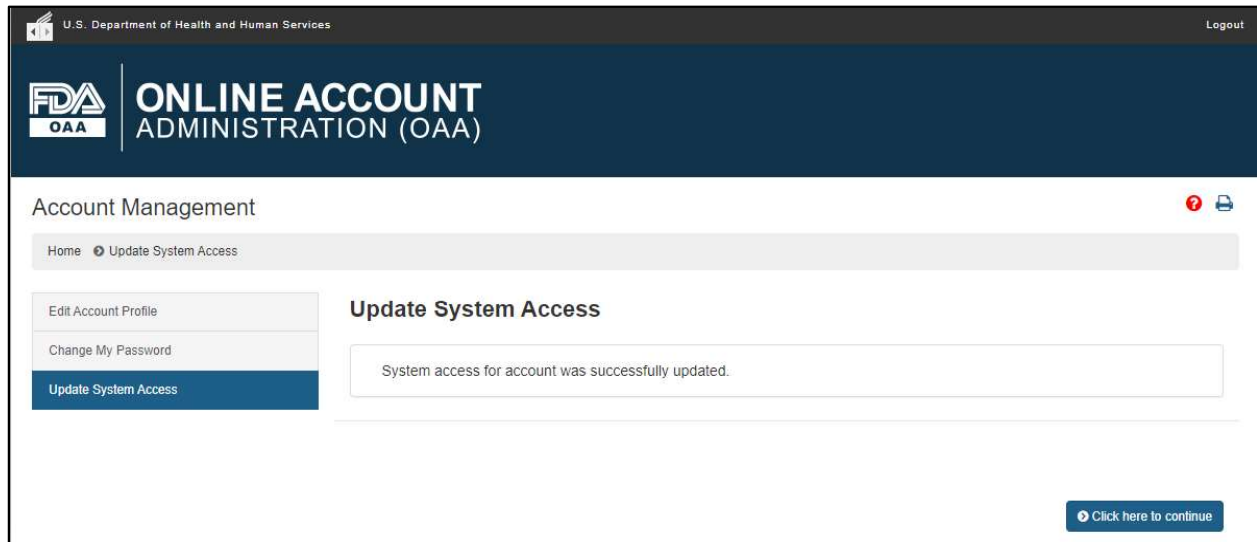 U.S. Department of Health and Human Services
Logout
FDA
OAA
ONLINE ACCOUNT
ADMINISTRATION (OAA)
Account Management
?
Home Update System Access
Edit Account Profile
Change My Password
Update System Access
Update System Access
System access for account was successfully updated.
Click here to continue